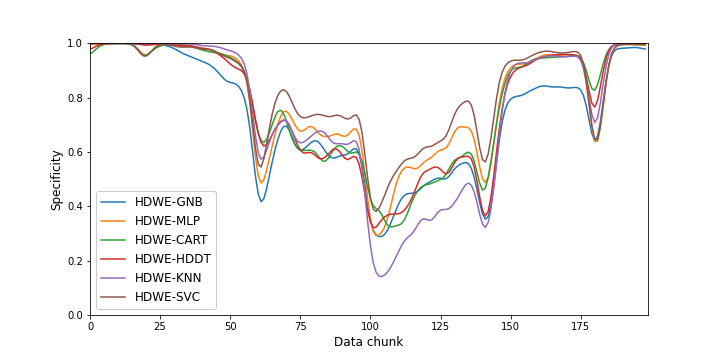 1.0
0.8
0.6
0.4
0.2
0.0
Specificity
HDWE-GNB
HDWE-MLP
HDWE-CART
HDWE-HDDT
HDWE-KNN
HDWE-SVC
0 25 50 75 100 125 150 175
Data chunk